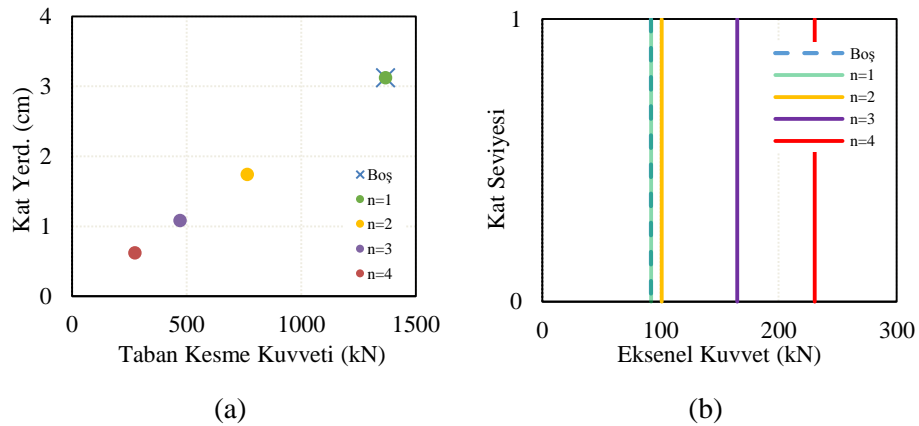 4
3
2
1
0
Kat Yerd. (cm)
Boş
n=1
n=2
n=3
n=4
0
500
1000
1500
Taban Kesme Kuvveti (kN)
(a)
1
0
Kat Seviyesi
Boş
n=1
n=2
n=3
n=4
0
100
200
300
Eksenel Kuvvet (kN)
(b)